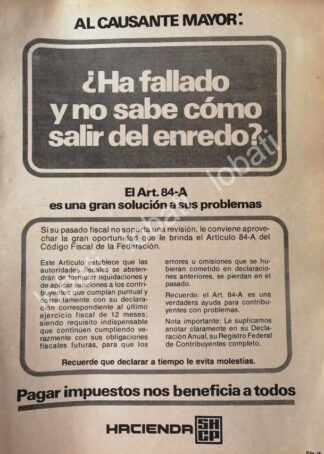 AL CAUSANTE MAYOR:
¿Ha fallado
y no sabe cómo
salir del enredo?
El Art. 84-A
es una gran solución a sus problemas
Si su pasado fiscal no soporta una revisión, le conviene aprove-
char la gran oportunidad que le brinda el Artículo 84-A del
Código Fiscal de la Federación.
Este Artículo establece que las
autoridades fiscales se absten-
drán de formular liquidaciones y
de aplicar sanciones a los contri-
buyentes que cumplan puntual y
correctamente con su declara-
ción correspondiente al último
ejercicio fiscal de 12 meses;
siendo requisito indispensable
que continúen cumpliendo ve-
razmente con sus obligaciones
fiscales futuras, para que los
errores u omisiones que se hu-
bieran cometido en declaracio-
nes anteriores, se pierdan en el
pasado.
Recuerde: el Art. 84-A es una
verdadera ayuda para contribu-
yentes con problemas.
Nota importante: Le suplicamos
anotar claramente en su Decla-
ración Anual, su Registro Federal
de Contribuyentes completo.
Recuerde que declarar a tiempo le evita molestias.
Pagar impuestos nos beneficia a todos
HACIENDA SHCP